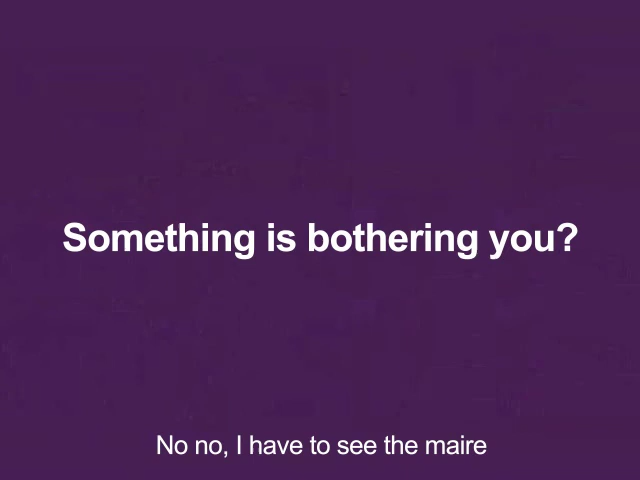 Something is bothering you?
No no, I have to see the maire